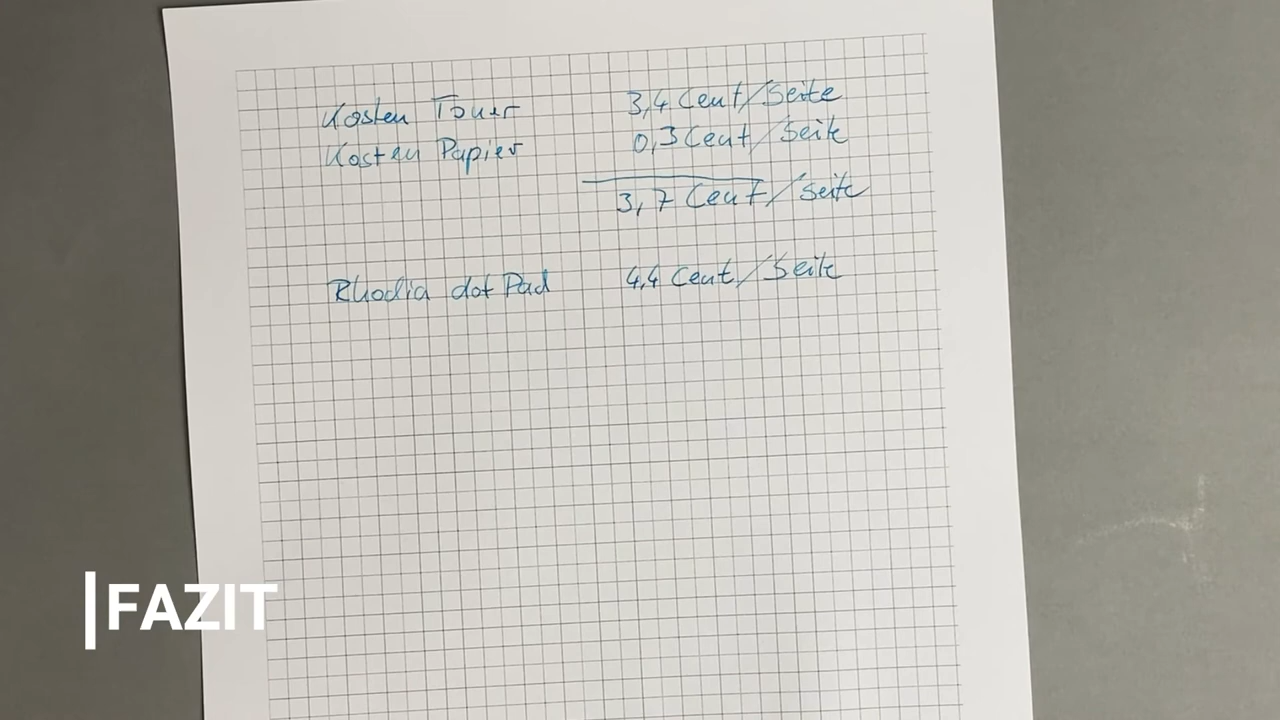 Kosten Toner 3,4 Cent/Seite
Kosten Papier 0,3 Cent/Seite
3,7 Cent/Seite
Rhodia dot Pad 4,4 Cent/Seite
FAZIT